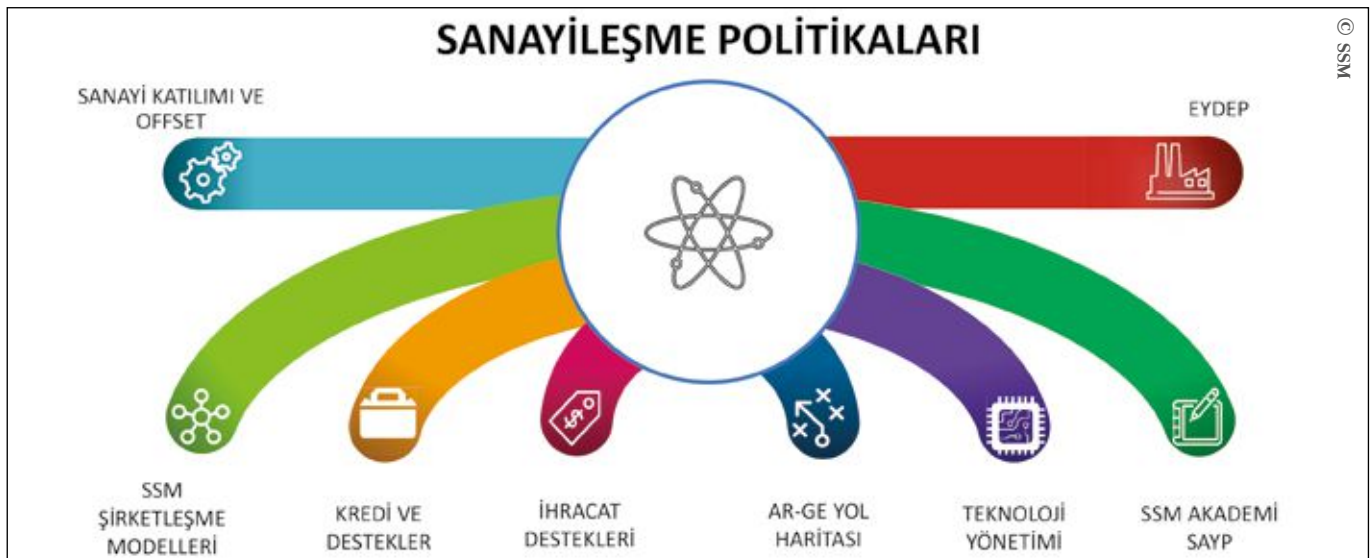 SANAYİLEŞME POLİTİKALARI
© SSM
SANAYİ KATILIMI VE
OFFSET
EYDEP
SSM
ŞİRKETLEŞME
MODELLERİ
KREDİ VE
DESTEKLER
İHRACAT
DESTEKLERİ
AR-GE YOL
HARİTASI
TEKNOLOJİ
YÖNETİMİ
SSM AKADEMİ
SAYP